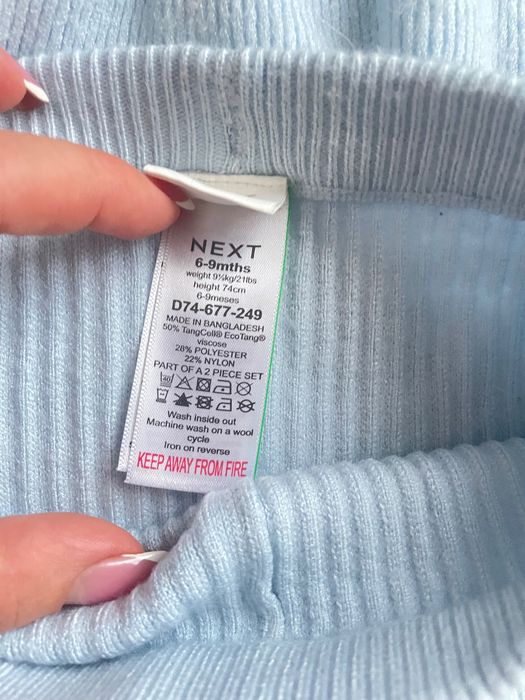 NEXT
6-9mths
weight 9½kg/21lbs
height 74cm
6-9meses
D74-677-249
MADE IN BANGLADESH
50% TangCell® EcoTang®
viscose
28% POLYESTER
22% NYLON
PART OF A 2 PIECE SET
40
Wash inside out
Machine wash on a wool
cycle
Iron on reverse
KEEP AWAY FROM FIRE